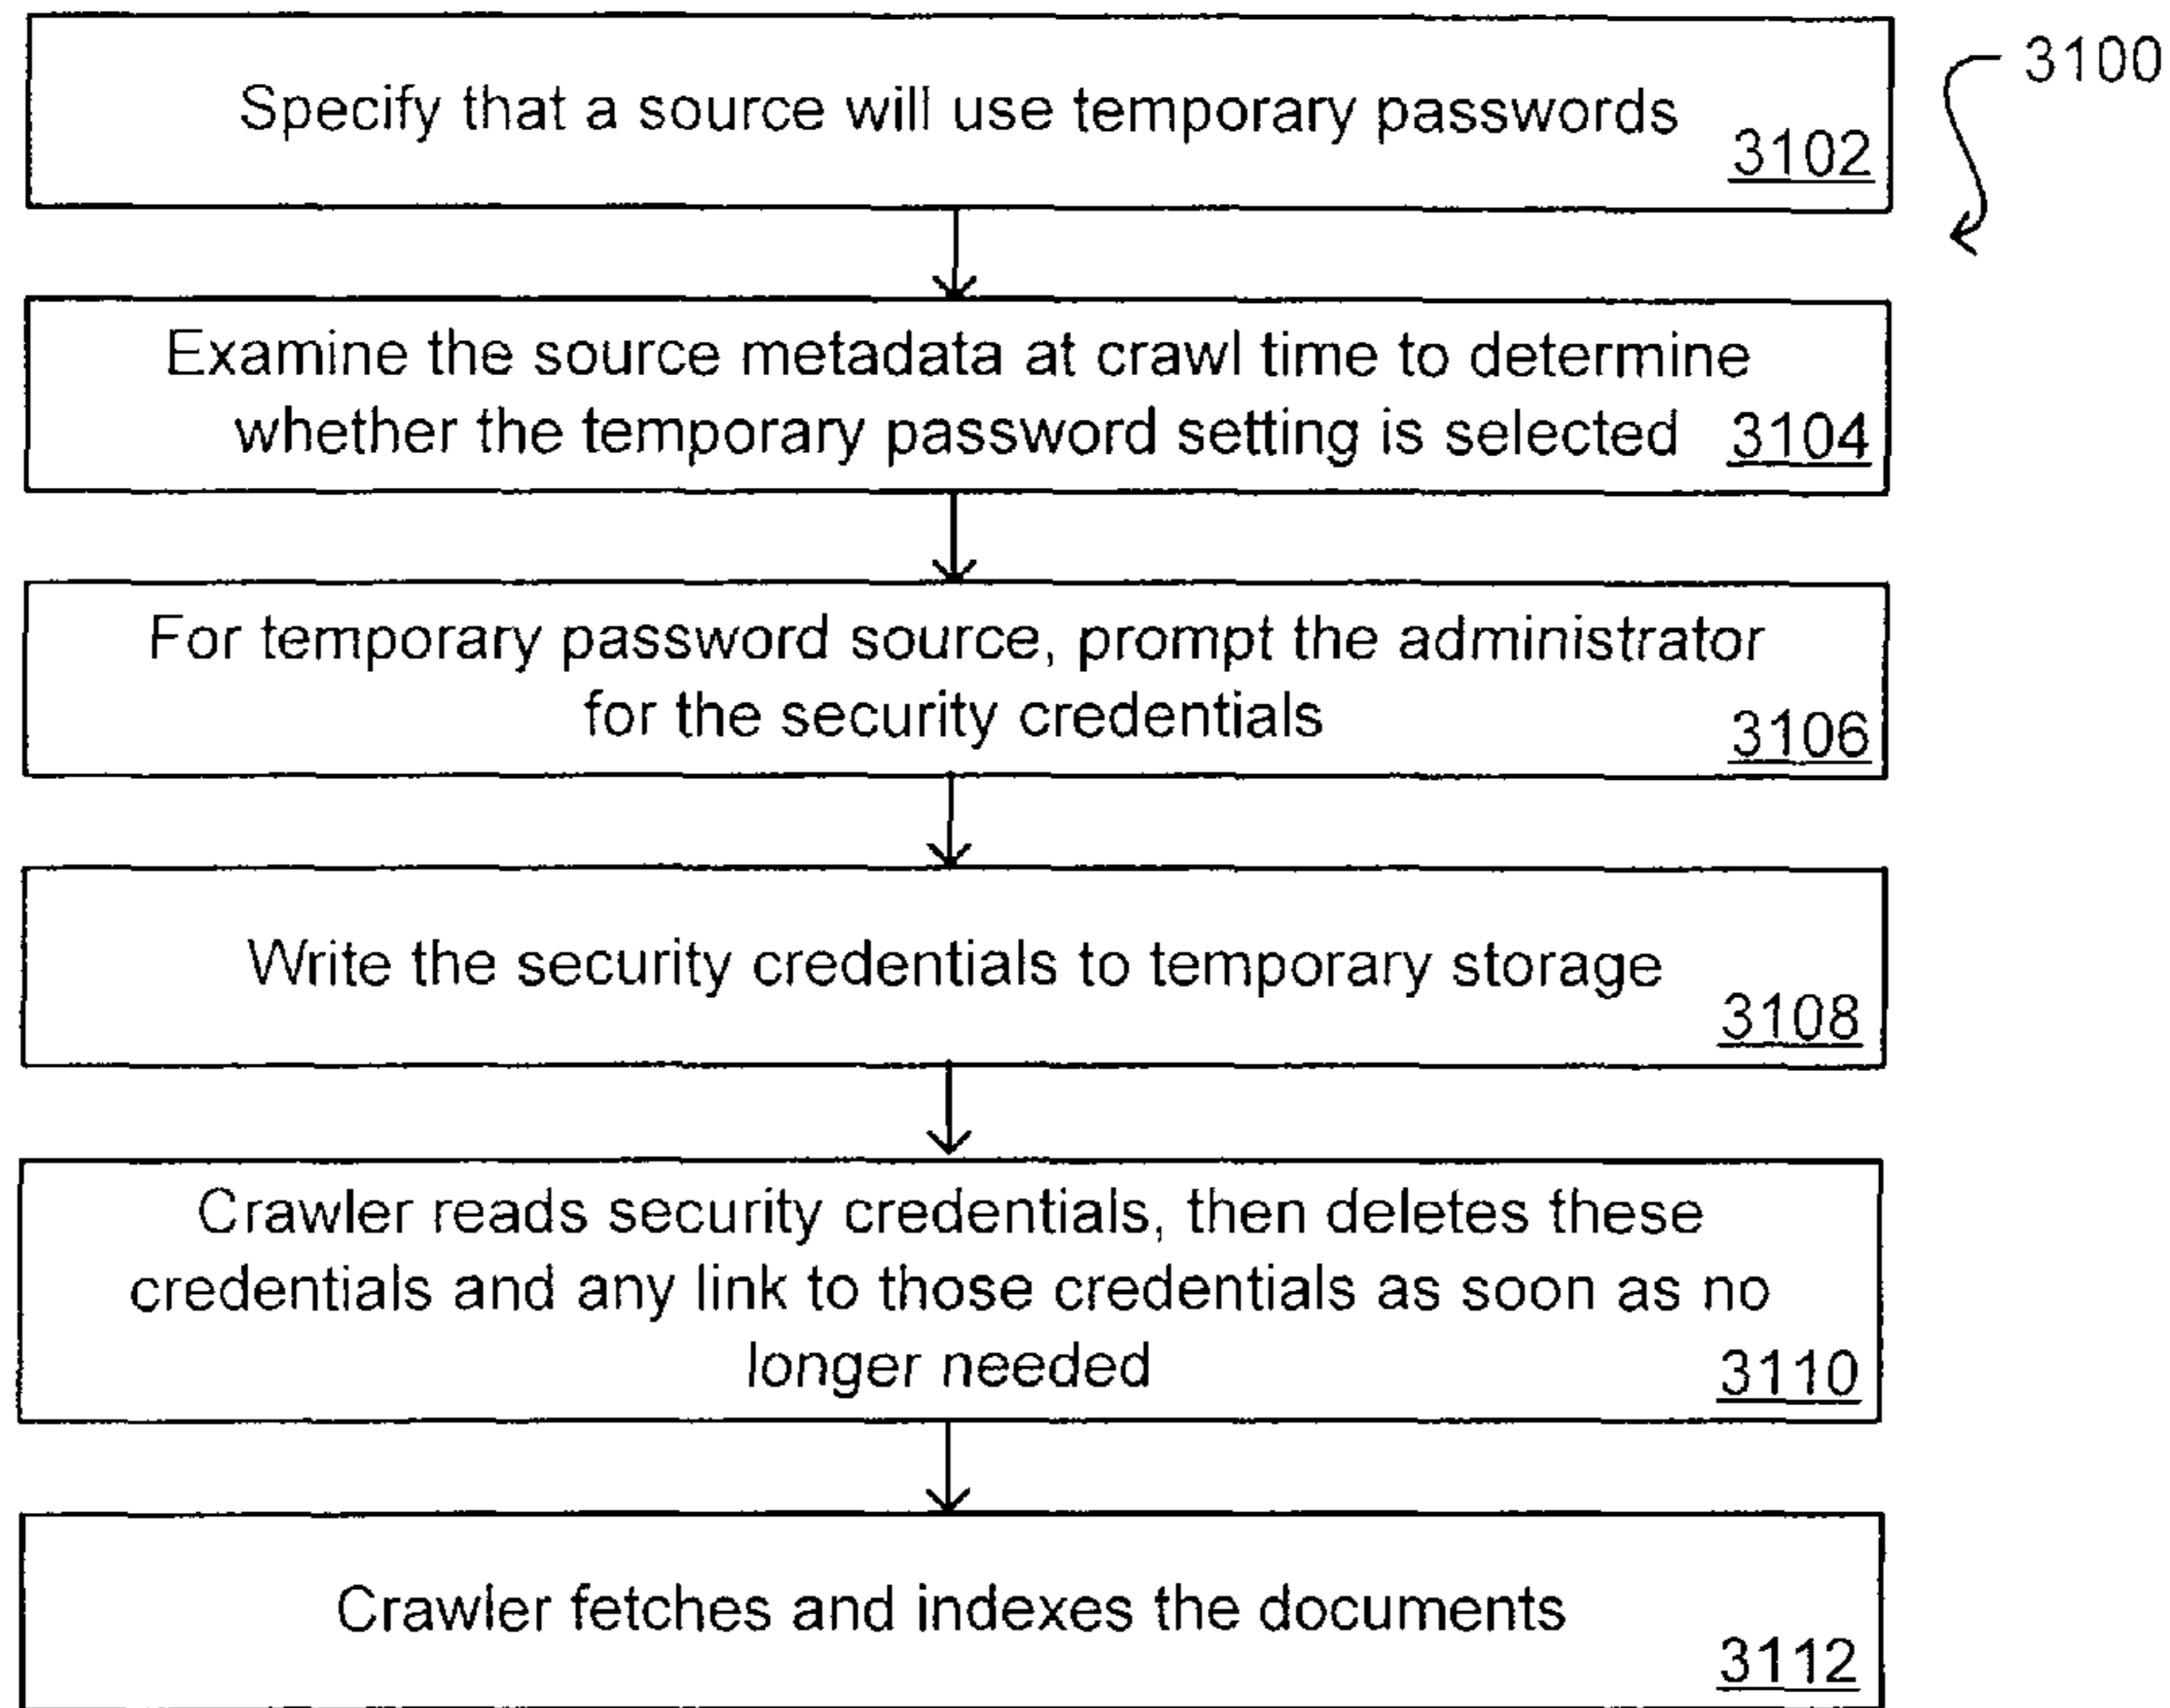 3100
Specify that a source will use temporary passwords
3102
Examine the source metadata at crawl time to determine
whether the temporary password setting is selected 3104
For temporary password source, prompt the administrator
for the security credentials
3106
Write the security credentials to temporary storage
3108
Crawler reads security credentials, then deletes these
credentials and any link to those credentials as soon as no
longer needed
3110
Crawler fetches and indexes the documents
3112